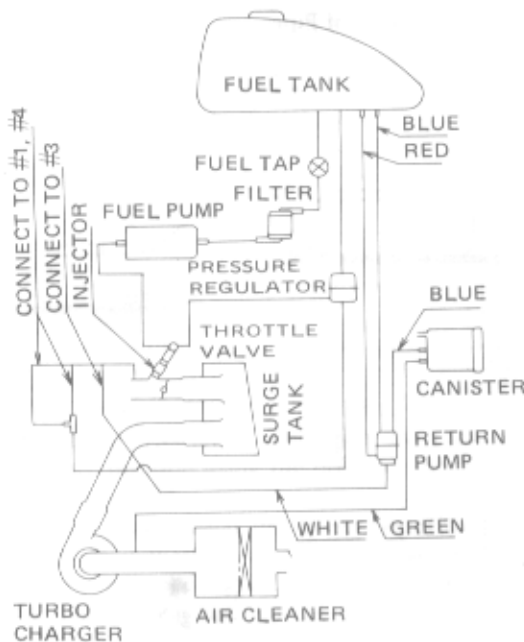 FUEL TANK
BLUE
RED
FUEL TAP
FILTER
FUEL PUMP
CONNECT TO #1, #4
CONNECT TO #3
INJECTOR
PRESSURE
REGULATOR
BLUE
THROTTLE
VALVE
CANISTER
SURGE
TANK
RETURN
PUMP
WHITE
GREEN
TURBO
CHARGER
AIR CLEANER